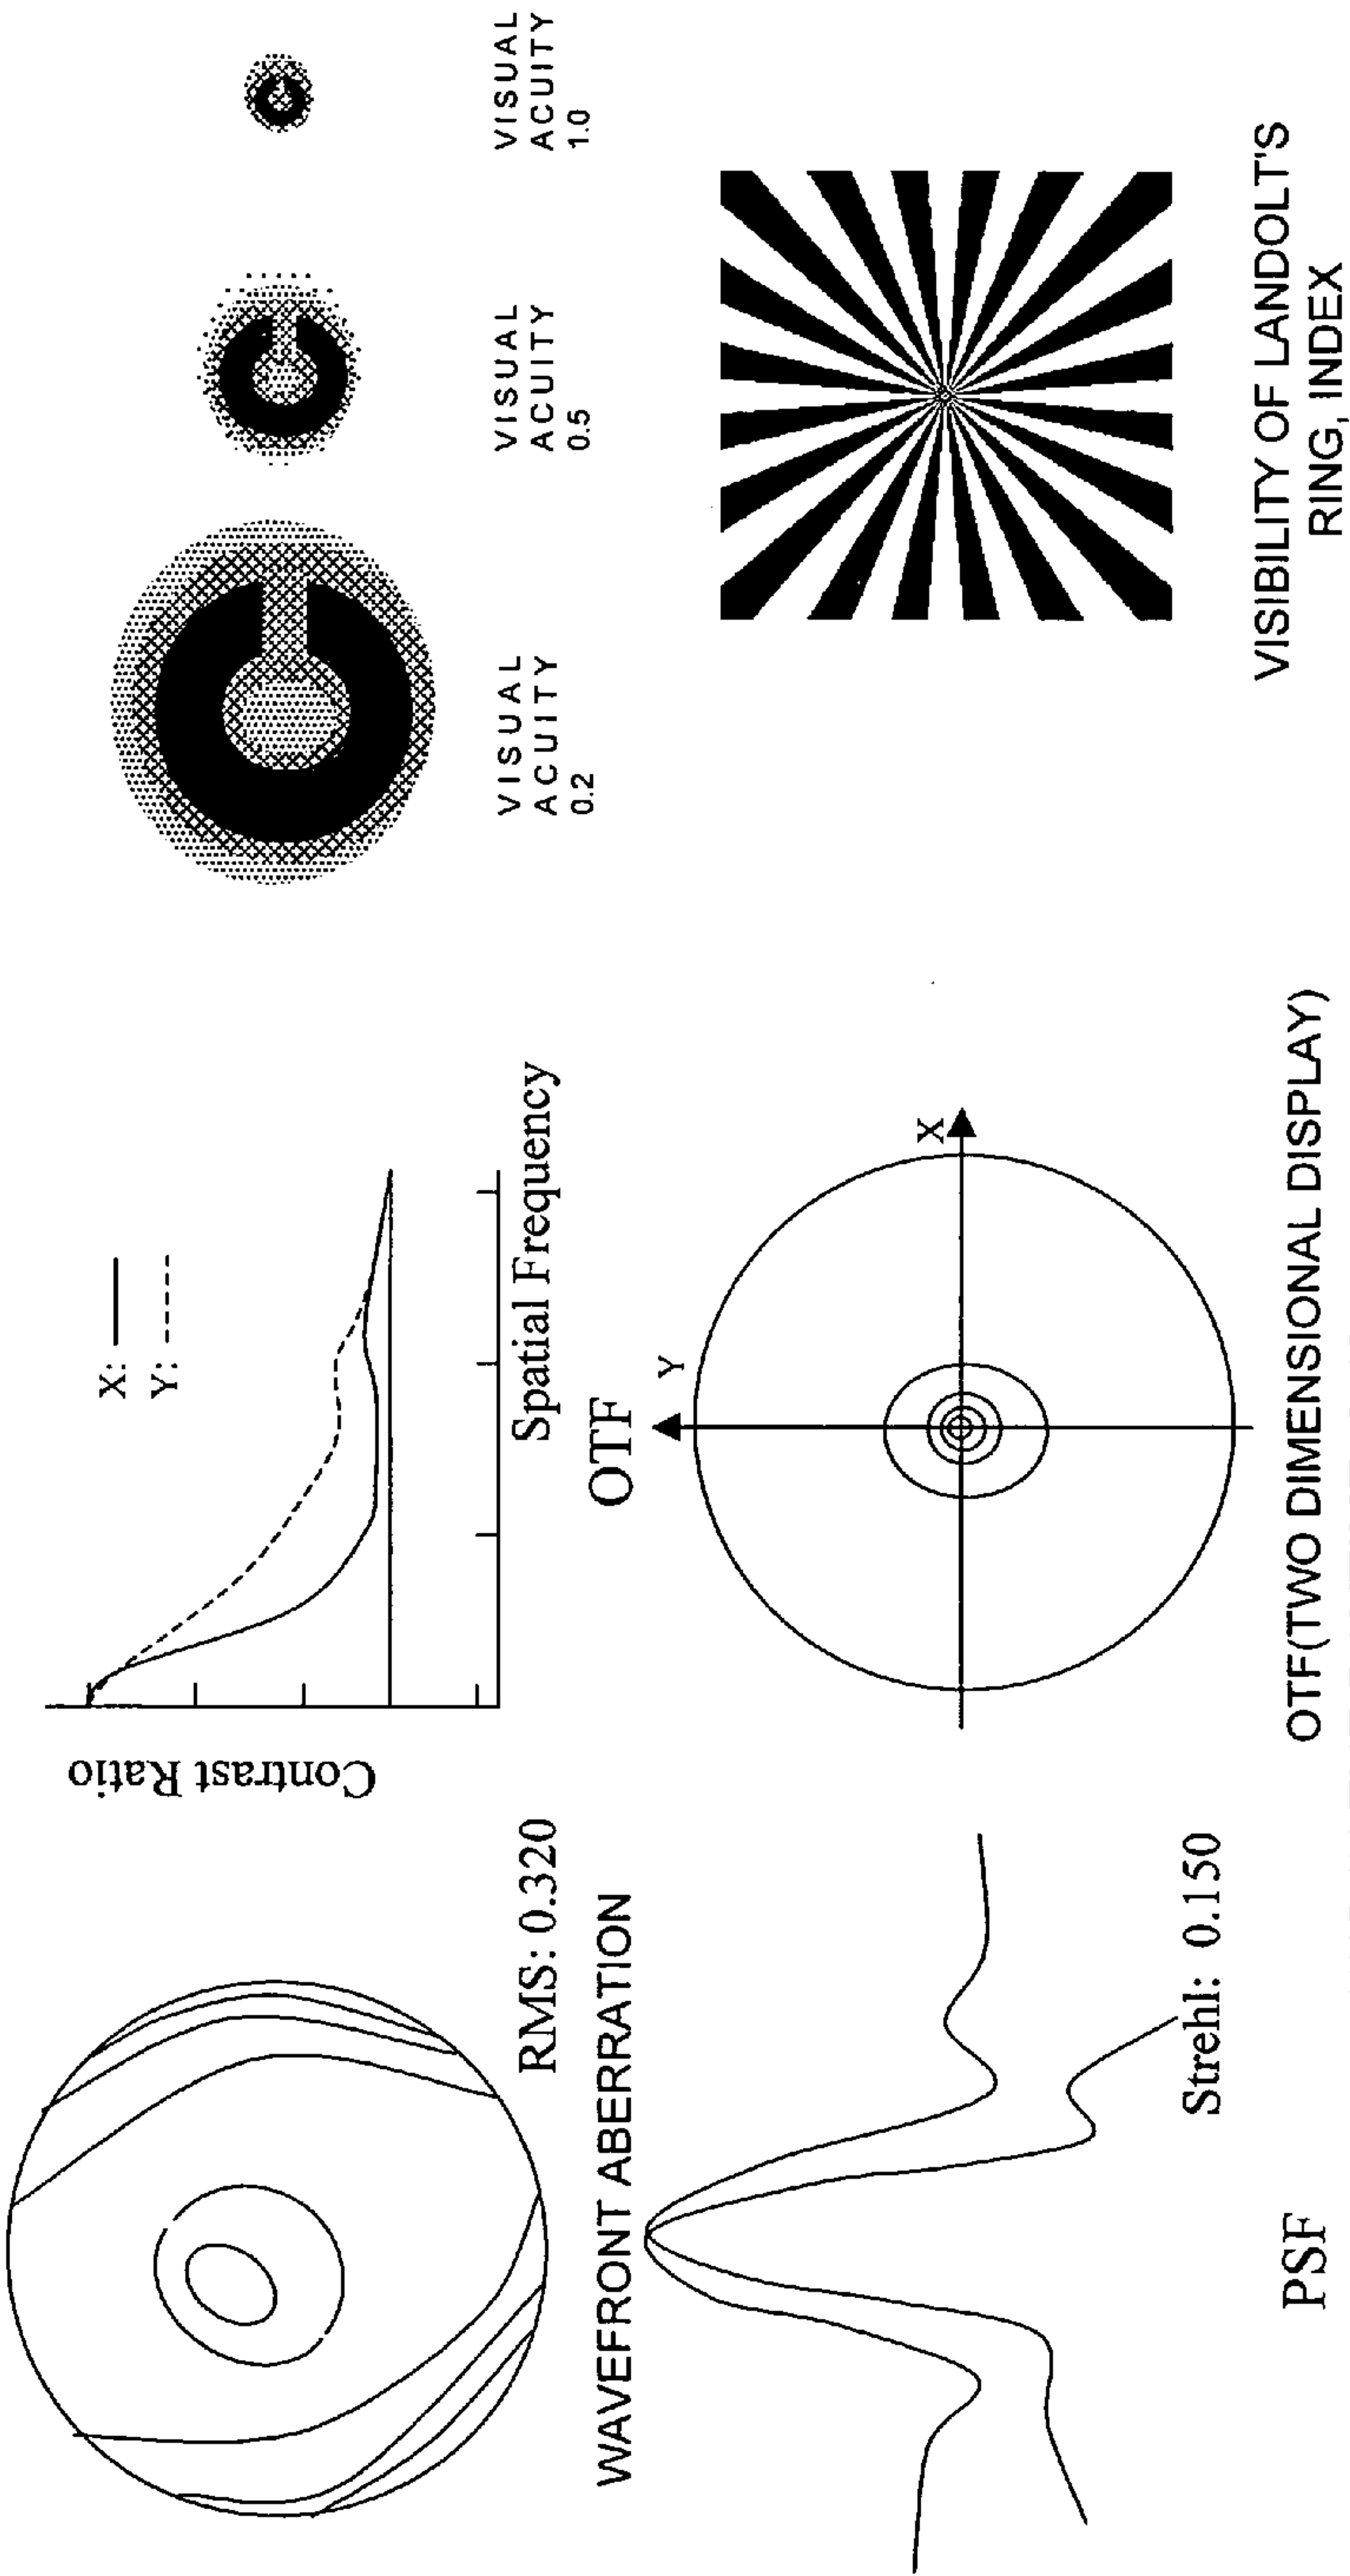 RMS: 0.320
WAVEFRONT ABERRATION
Strehl: 0.150
PSF
Contrast Ratio
X:
Y:
Spatial Frequency
OTF
Y
X
OTF(TWO DIMENSIONAL DISPLAY)
VISUAL
ACUITY
0.2
VISUAL
ACUITY
0.5
VISUAL
ACUITY
1.0
VISIBILITY OF LANDOLT'S
RING, INDEX